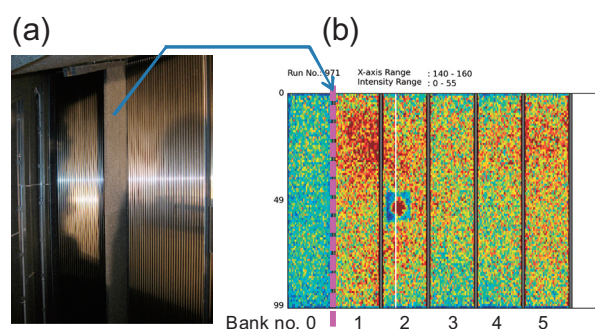 (a)
(b)
Run No.: 971 X-axis Range : 140 - 160
Intensity Range : 0 - 55
0
49
99
Bank no. 0 1 2 3 4 5